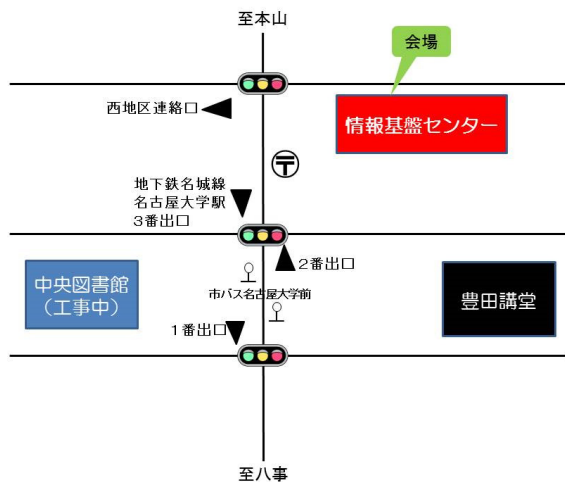 至本山
会場
西地区連絡口
情報基盤センター
〒
地下鉄名城線
名古屋大学駅
3番出口
2番出口
中央図書館
（工事中）
市バス名古屋大学前
豊田講堂
1番出口
至八事